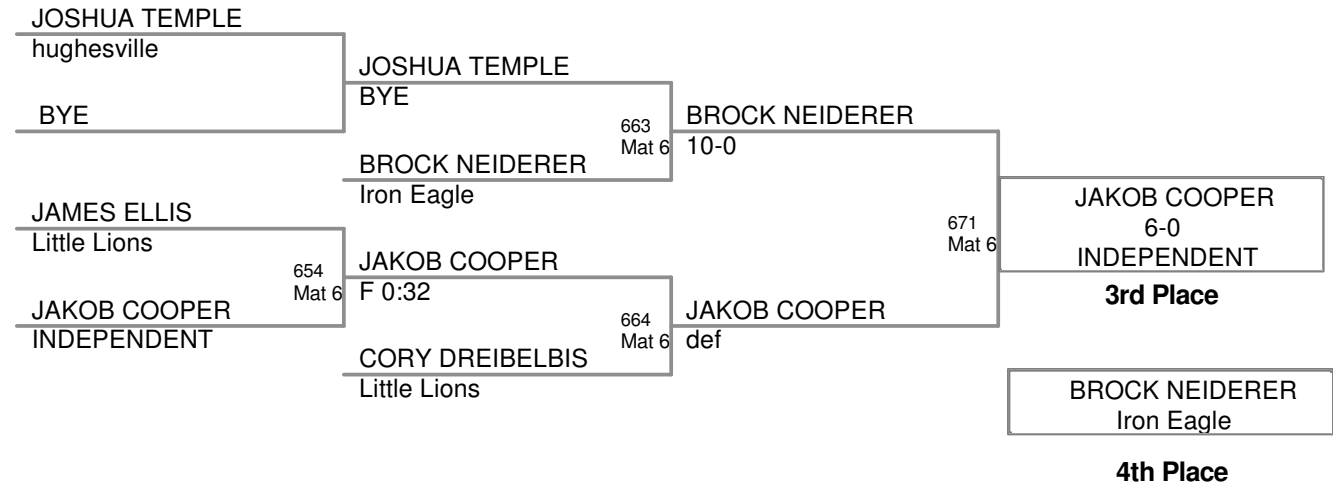 JOSHUA TEMPLE
hughesville
BYE
JAMES ELLIS
Little Lions
JAKOB COOPER
INDEPENDENT
654
Mat 6
JOSHUA TEMPLE
BYE
BROCK NEIDERER
Iron Eagle
JAKOB COOPER
F 0:32
CORY DREIBELBIS
Little Lions
663
Mat 6
664
Mat 6
BROCK NEIDERER
10-0
JAKOB COOPER
def
671
Mat 6
JAKOB COOPER
6-0
INDEPENDENT
3rd Place
BROCK NEIDERER
Iron Eagle
4th Place